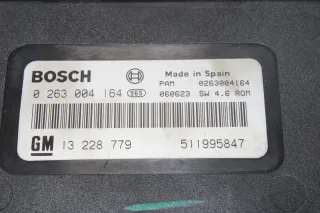 BOSCH
Made in Spain
0 263 004 164 965
PAM 0263004164
060623 SW 4.6 ROM
GM 13 228 779
511995847